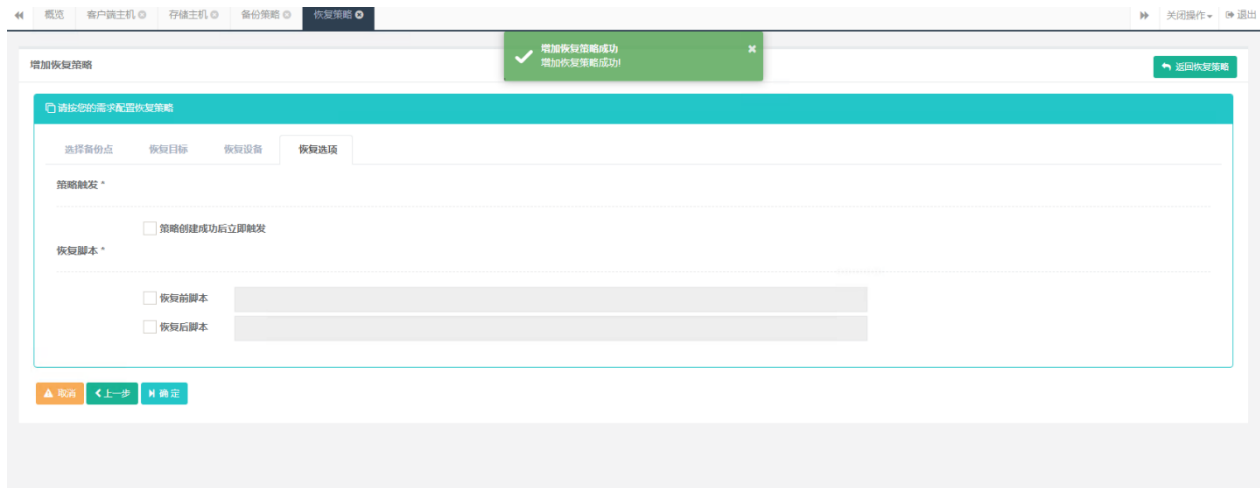 概览 客户端主机 存储主机 备份策略 恢复策略 关闭操作 退出
增加恢复策略成功
增加恢复策略成功!
增加恢复策略
返回恢复策略
请按您的需求配置恢复策略
选择备份点 恢复目标 恢复设备 恢复选项
策略触发 *
策略创建成功后立即触发
恢复脚本 *
恢复前脚本
恢复后脚本
取消 上一步 确 定